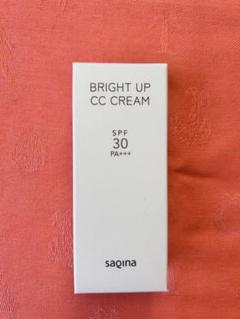 BRIGHT UP
CC CREAM
SPF
30
PA+++
saqina